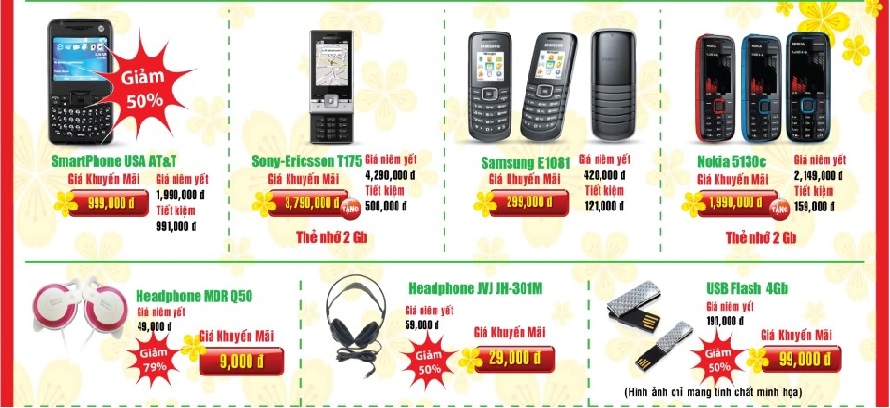 Giảm
50%
SmartPhone USA AT&T
Giá Khuyến Mãi
Giá niêm yết
1,990,000 đ
999,000 đ
Tiết kiệm
991,000 đ
Sony-Ericsson T175
Giá niêm yết
4,290,000 đ
Giá Khuyến Mãi
Tiết kiệm
3,790,000 đ
TẶNG
500,000 đ
Thẻ nhớ 2 Gb
SAMSUNG
Samsung E1081
Giá niêm yết
420,000 đ
Giá Khuyến Mãi
Tiết kiệm
299,000 đ
121,000 đ
NOKIA
Nokia 5130c
Giá niêm yết
2,149,000 đ
Giá Khuyến Mãi
Tiết kiệm
1,990,000 đ
TẶNG
159,000 đ
Thẻ nhớ 2 Gb
Headphone MDR Q50
Giá niêm yết
49,000 đ
Giá Khuyến Mãi
Giảm
79%
9,000 đ
Headphone JVJ JH-301M
Giá niêm yết
59,000 đ
Giá Khuyến Mãi
Giảm
50%
29,000 đ
USB Flash 4Gb
Giá niêm yết
190,000 đ
Giá Khuyến Mãi
Giảm
50%
99,000 đ
(Hình ảnh chỉ mang tính chất minh họa)